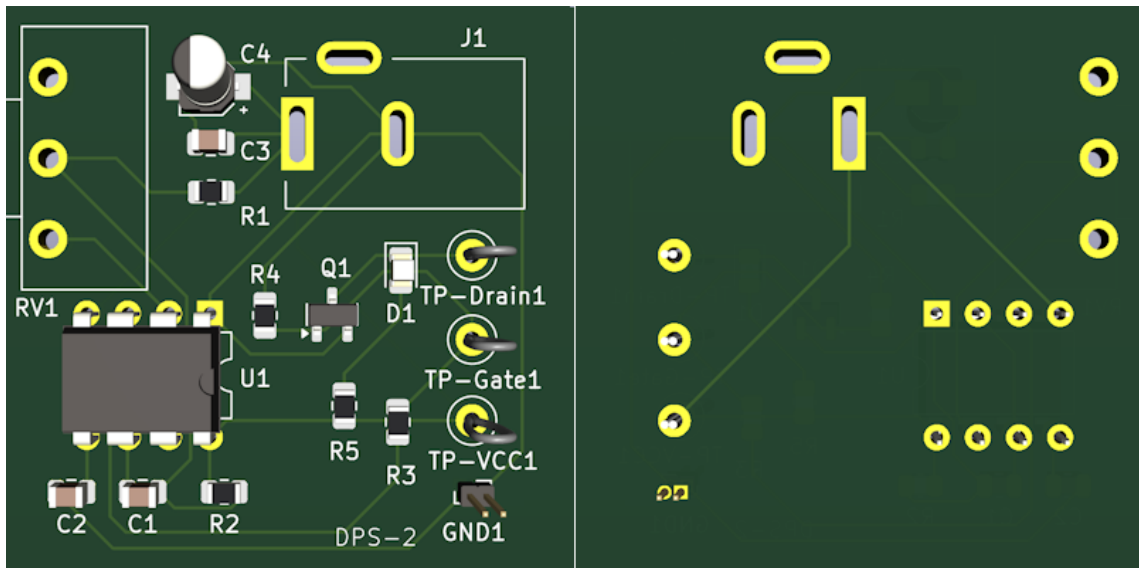 C4
J1
C3
R1
R4
Q1
TP-Drain1
RV1
D1
U1
TP-Gate1
R5
R3
TP-VCC1
C2
C1
R2
DPS-2
GND1
+